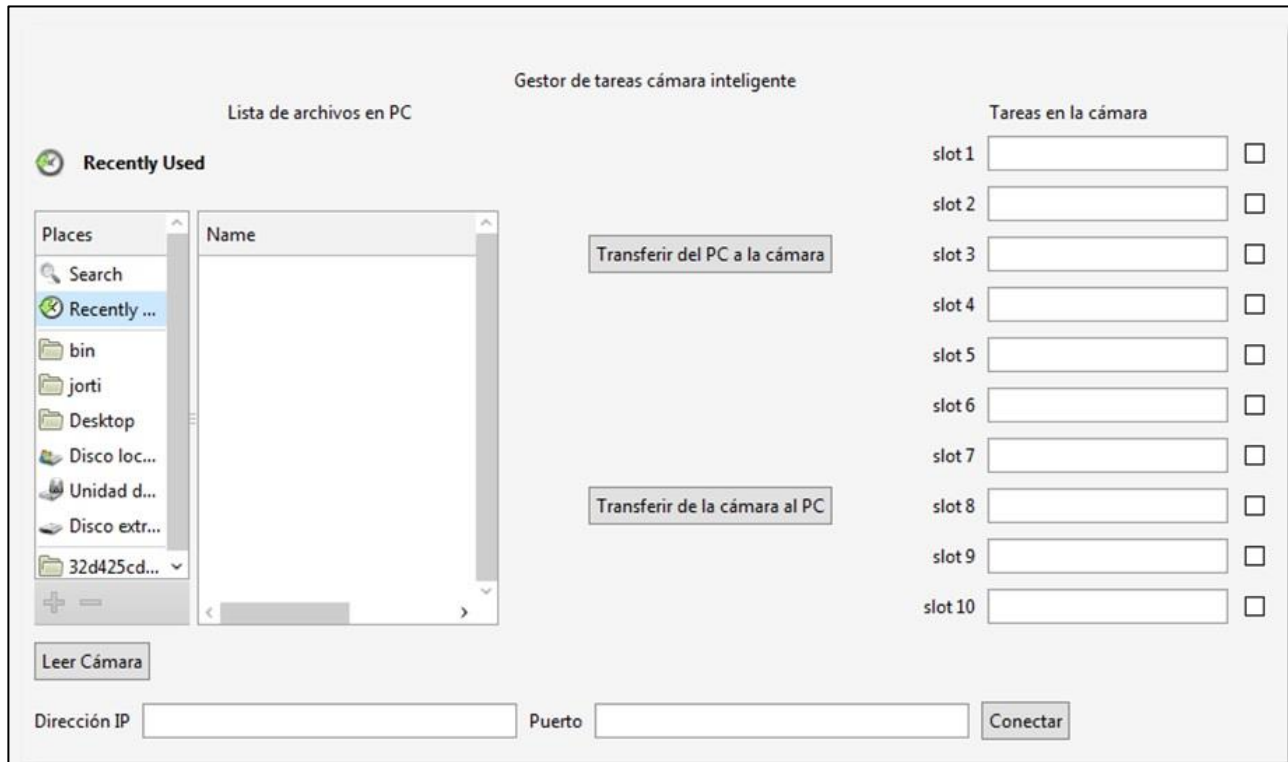 Gestor de tareas cámara inteligente
Lista de archivos en PC
Tareas en la cámara
Recently Used
Places
Name
Search
Recently ...
bin
jorti
Desktop
Disco loc...
Unidad d...
Disco extr...
32d425cd...
Transferir del PC a la cámara
Transferir de la cámara al PC
slot 1
slot 2
slot 3
slot 4
slot 5
slot 6
slot 7
slot 8
slot 9
slot 10
Leer Cámara
Dirección IP
Puerto
Conectar